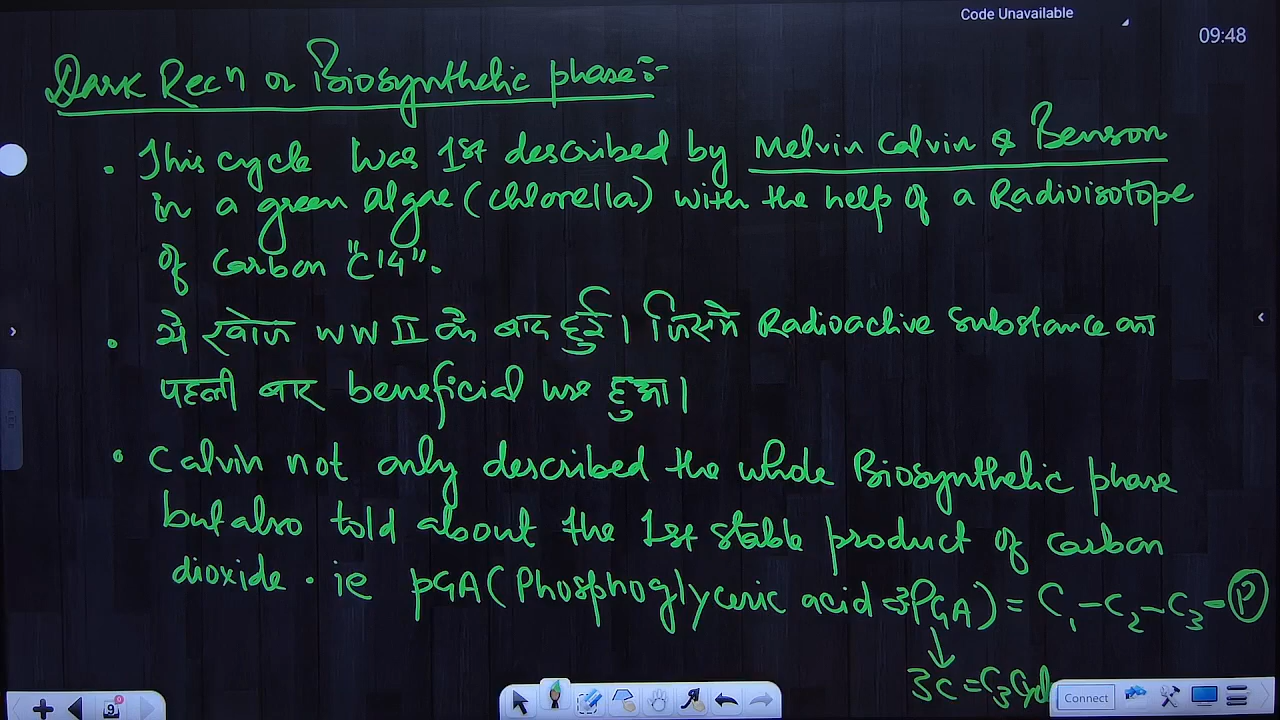 Code Unavailable
09:48
Dark Recⁿ or Biosynthetic phase:-
• This cycle was 1st described by Melvin Calvin & Benson
in a green algae (chlorella) with the help of a Radioisotope
of carbon "C14".
• ये खोज WW II के बाद हुई। जिसमे Radioactive substance का
पहली बार beneficial use हुआ।
• Calvin not only described the whole Biosynthetic phase
but also told about the 1st stable product of carbon
dioxide. ie PGA (Phosphoglyceric acid = 3PGA) = C₁-C₂-C₃-Ⓟ
↓
3C = C₃ Cycl
9
Connect